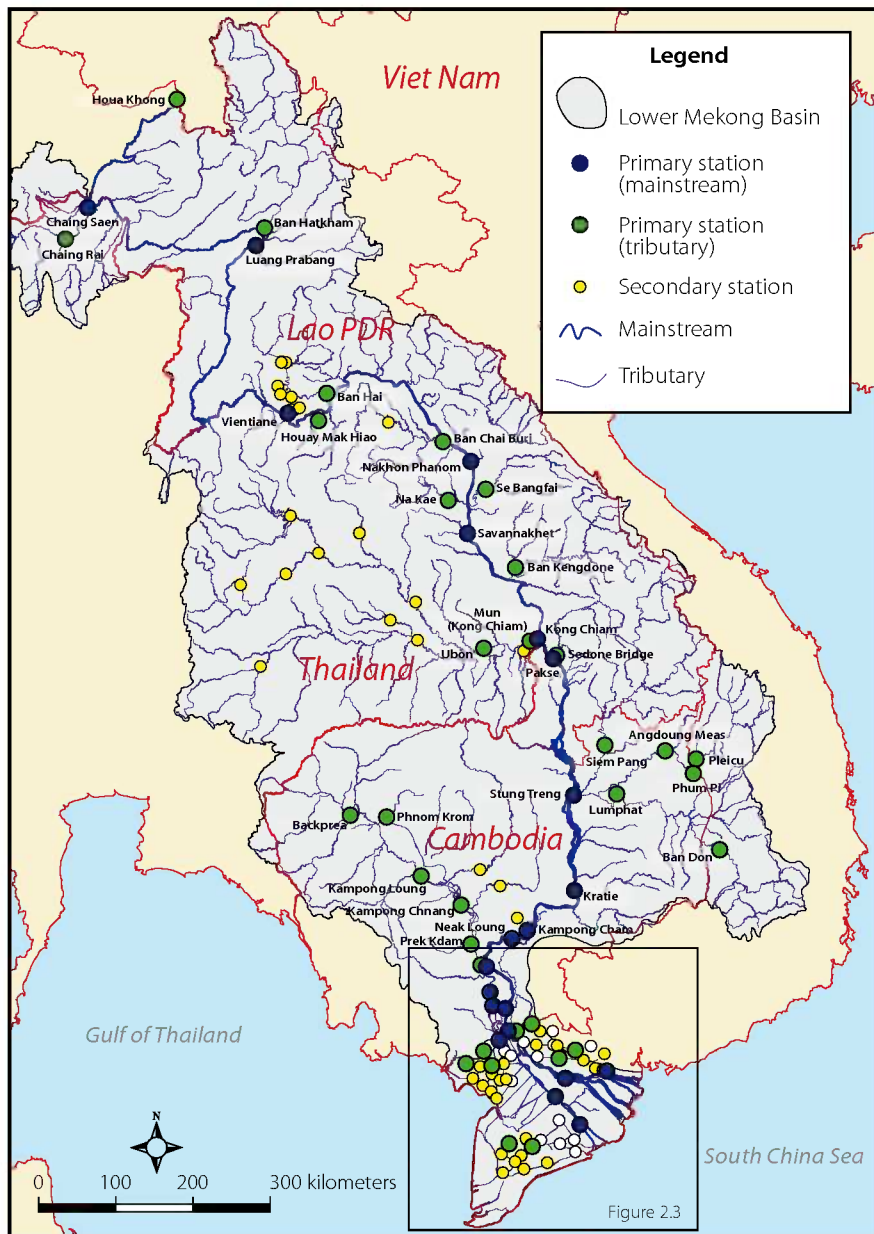 Viet Nam
Legend
Lower Mekong Basin
Primary station
(mainstream)
Primary station
(tributary)
Secondary station
Mainstream
Tributary
Houa Khong
Chaing Saen
Chaing Rai
Ban Hatkham
Luang Prabang
Lao PDR
Ban Hai
Vientiane
Houay Mak Hiao
Ban Chai Buri
Nakhon Phanom
Na Kae
Se Bangfai
Savannakhet
Ban Kengdone
Mun
(Kong Chiam)
Kong Chiam
Ubon
Sedone Bridge
Pakse
Thailand
Angdoung Meas
Siem Pang
Pleicu
Phum Pi
Stung Treng
Lumphat
Backprea
Phnom Krom
Cambodia
Ban Don
Kampong Loung
Kratie
Kampong Chnang
Neak Loung
Kampong Cham
Prek Kdam
Gulf of Thailand
South China Sea
N
0 100 200 300 kilometers
Figure 2.3